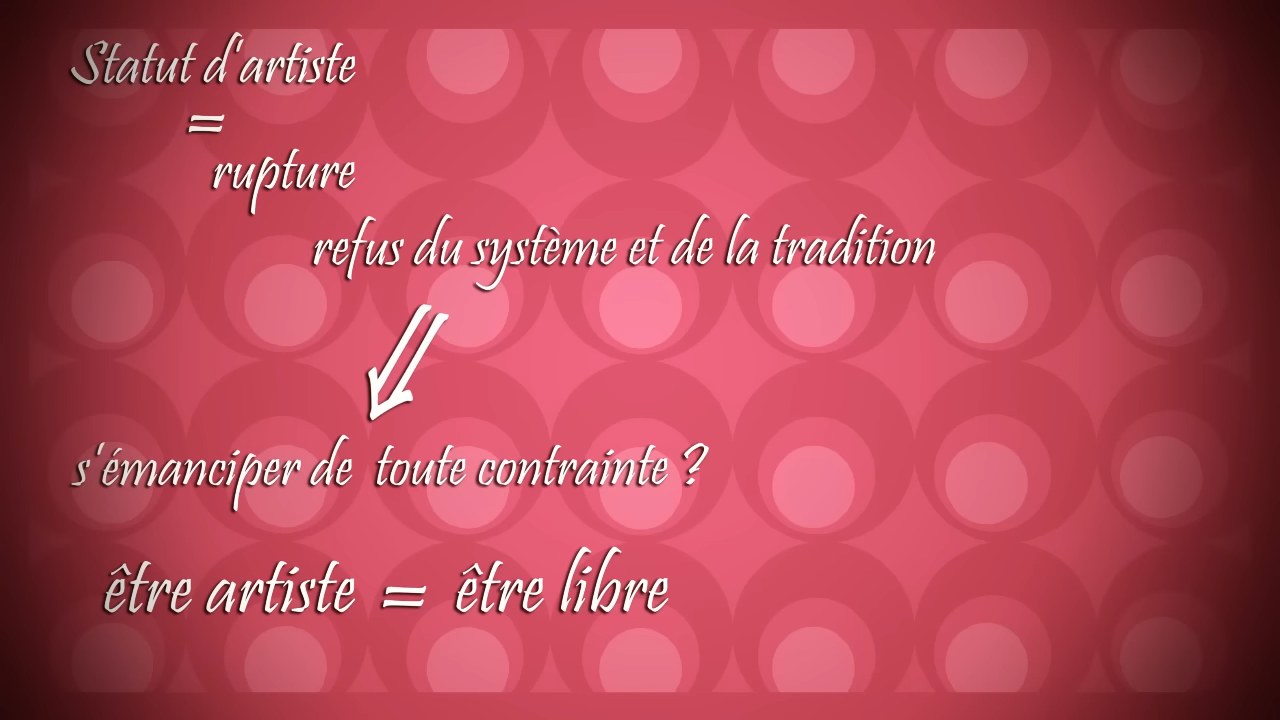 Statut d'artiste
=
rupture
refus du système et de la tradition
s'émanciper de toute contrainte ?
être artiste = être libre